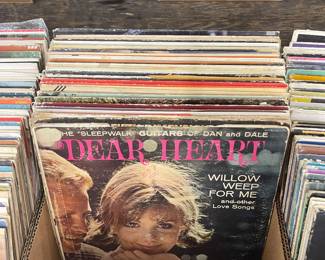 THE "SLEEPWALK" GUITARS OF DAN and DALE
DEAR HEART
WILLOW
WEEP
FOR ME
and other
Love Songs